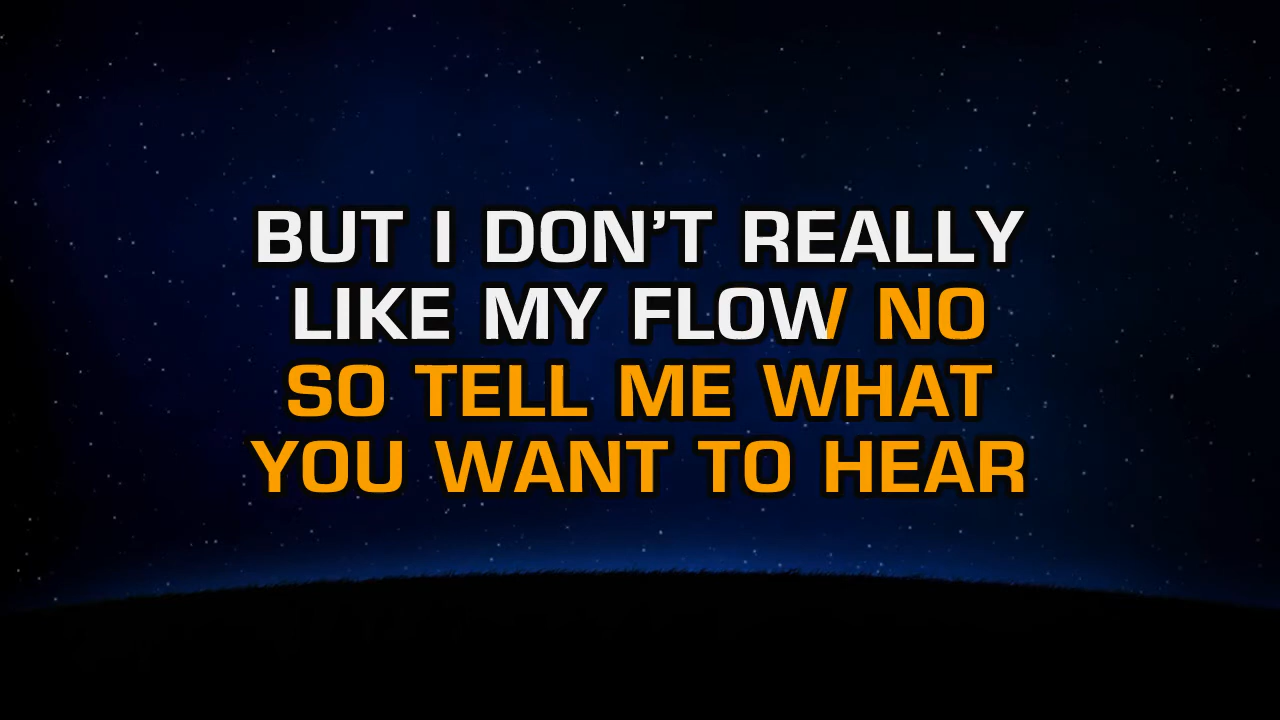 BUT I DON’T REALLY
LIKE MY FLOW NO
SO TELL ME WHAT
YOU WANT TO HEAR